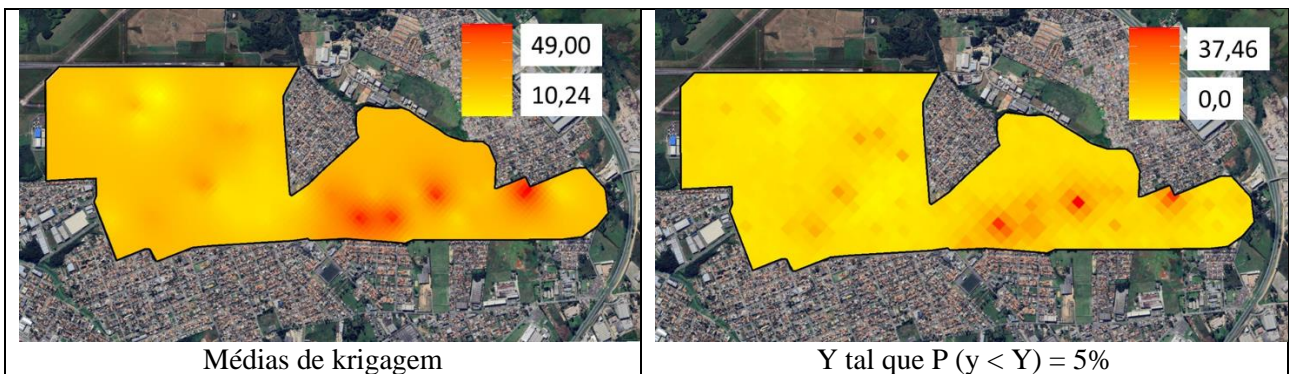 49,00
10,24
Médias de krigagem
37,46
0,0
Y tal que P (y < Y) = 5%